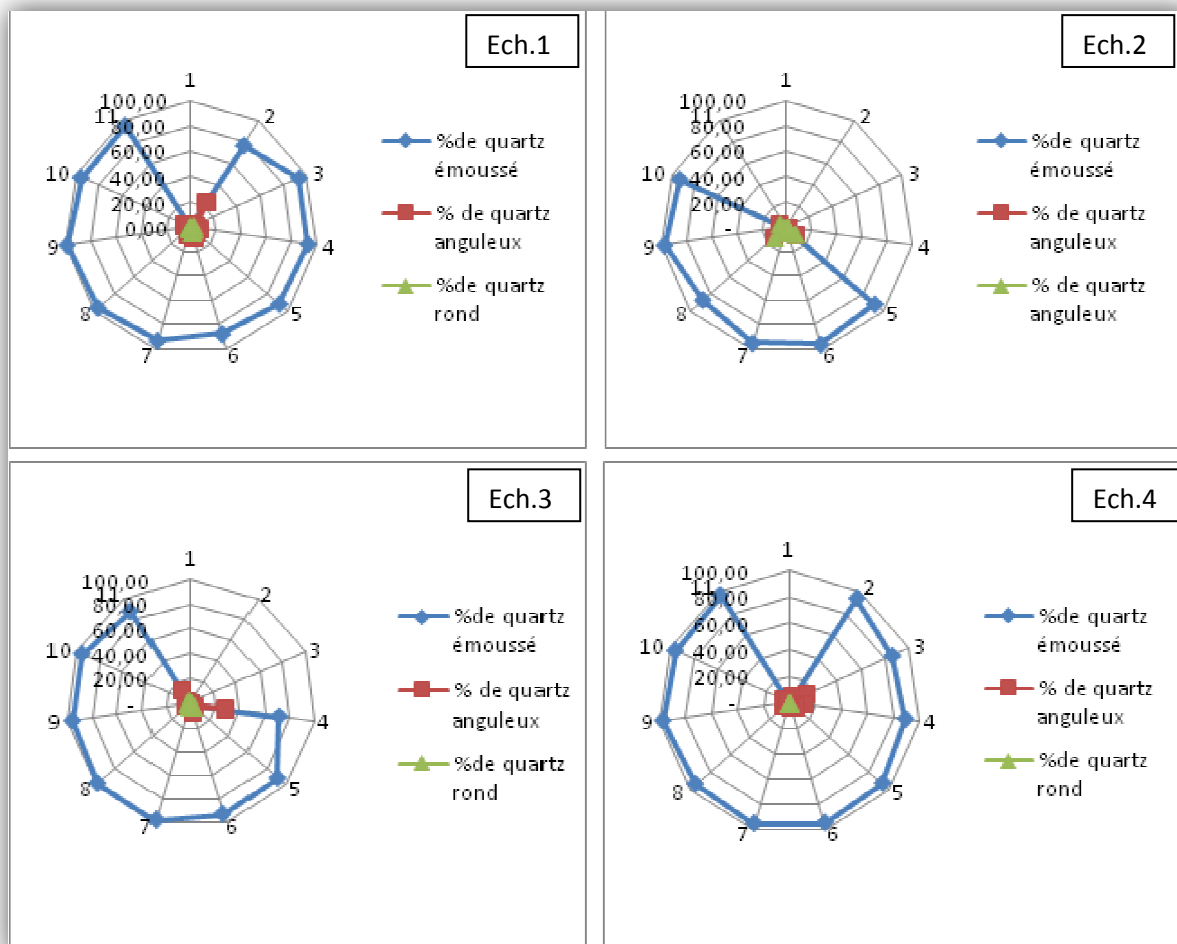 Ech.1
1
2
3
4
5
6
7
8
9
10
11
100,00
80,00
60,00
40,00
20,00
0,00
%de quartz
émoussé
% de quartz
anguleux
%de quartz
rond
Ech.2
1
2
3
4
5
6
7
8
9
10
11
100,00
80,00
60,00
40,00
20,00
-
%de quartz
émoussé
% de quartz
anguleux
% de quartz
anguleux
Ech.3
1
2
3
4
5
6
7
8
9
10
11
100,00
80,00
60,00
40,00
20,00
-
%de quartz
émoussé
% de quartz
anguleux
%de quartz
rond
Ech.4
1
2
3
4
5
6
7
8
9
10
11
100,00
80,00
60,00
40,00
20,00
-
%de quartz
émoussé
% de quartz
anguleux
%de quartz
rond